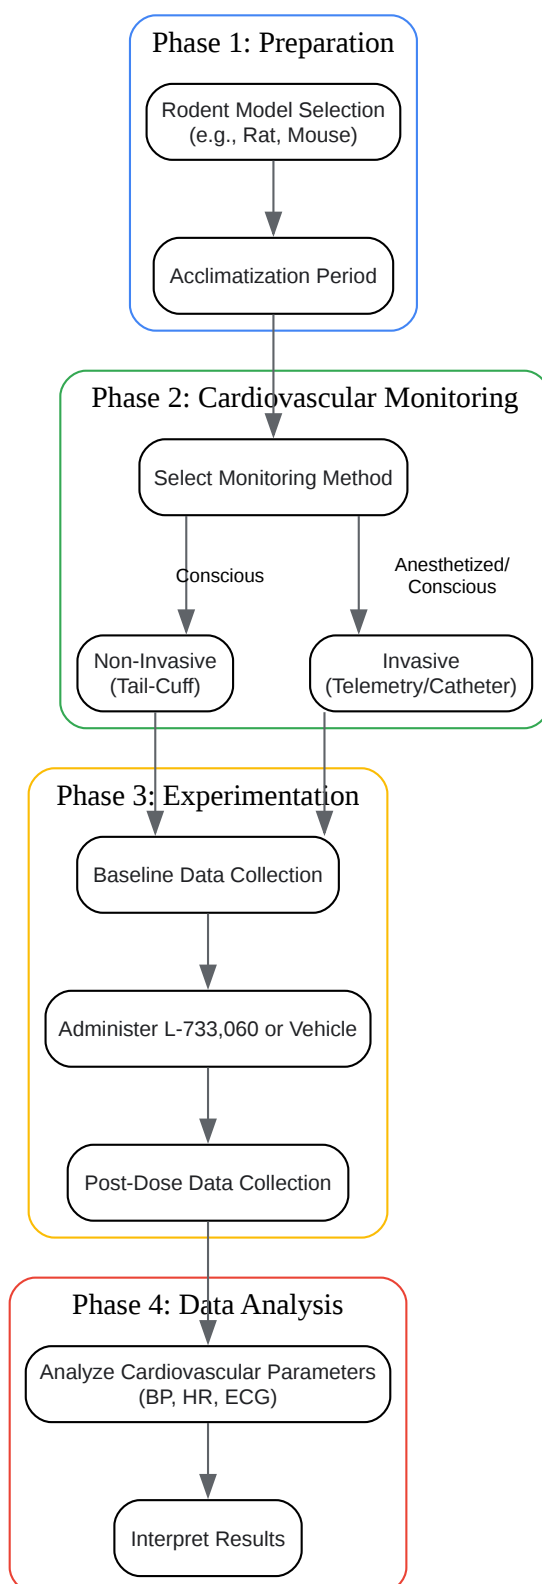 Phase 1: Preparation
Rodent Model Selection
(e.g., Rat, Mouse)
Acclimatization Period
Phase 2: Cardiovascular Monitoring
Select Monitoring Method
Conscious
Anesthetized/
Conscious
Non-Invasive
(Tail-Cuff)
Invasive
(Telemetry/Catheter)
Phase 3: Experimentation
Baseline Data Collection
Administer L-733,060 or Vehicle
Post-Dose Data Collection
Phase 4: Data Analysis
Analyze Cardiovascular Parameters
(BP, HR, ECG)
Interpret Results